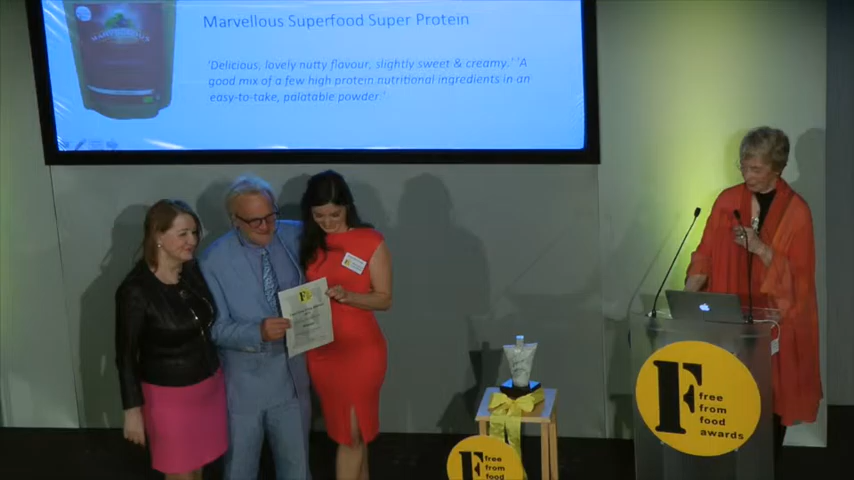 Marvellous Superfood Super Protein
MARVELLOUS
'Delicious, lovely nutty flavour, slightly sweet & creamy.' 'A
good mix of a few high protein nutritional ingredients in an
easy-to-take, palatable powder.'
F
F
free
from
food
awards
F
free
from
food